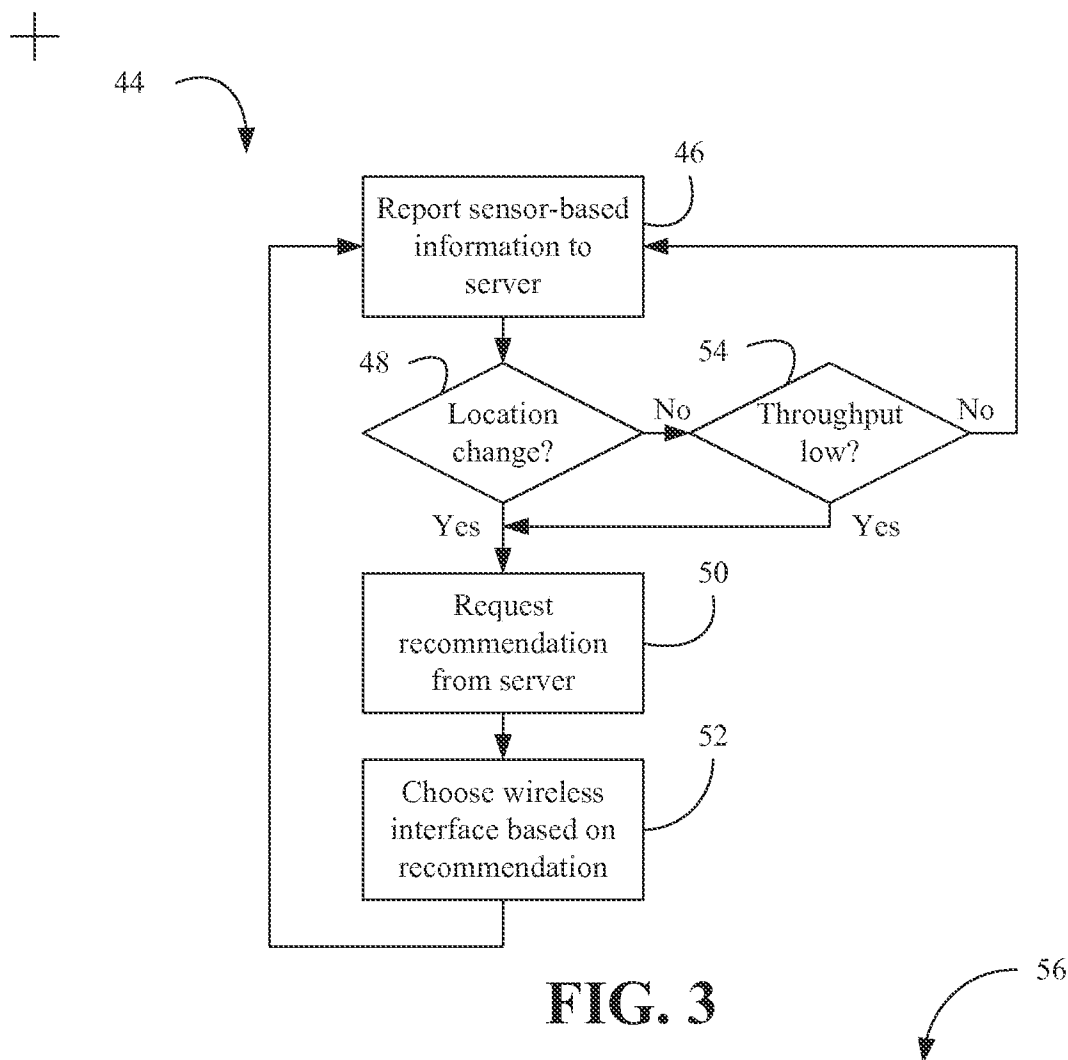 44
46
Report sensor-based
information to
server
48
54
Location
change?
No
Throughput
low?
No
Yes
Yes
50
Request
recommendation
from server
52
Choose wireless
interface based on
recommendation
FIG. 3
56